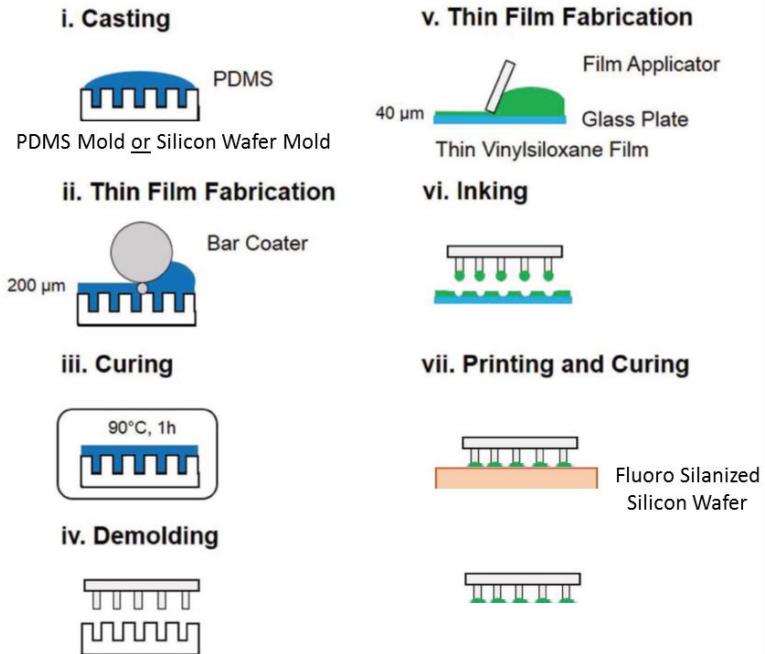 i. Casting
PDMS
PDMS Mold or Silicon Wafer Mold
ii. Thin Film Fabrication
Bar Coater
200 μm
iii. Curing
90°C, 1h
iv. Demolding
v. Thin Film Fabrication
Film Applicator
40 μm
Glass Plate
Thin Vinylsiloxane Film
vi. Inking
vii. Printing and Curing
Fluoro Silanized
Silicon Wafer